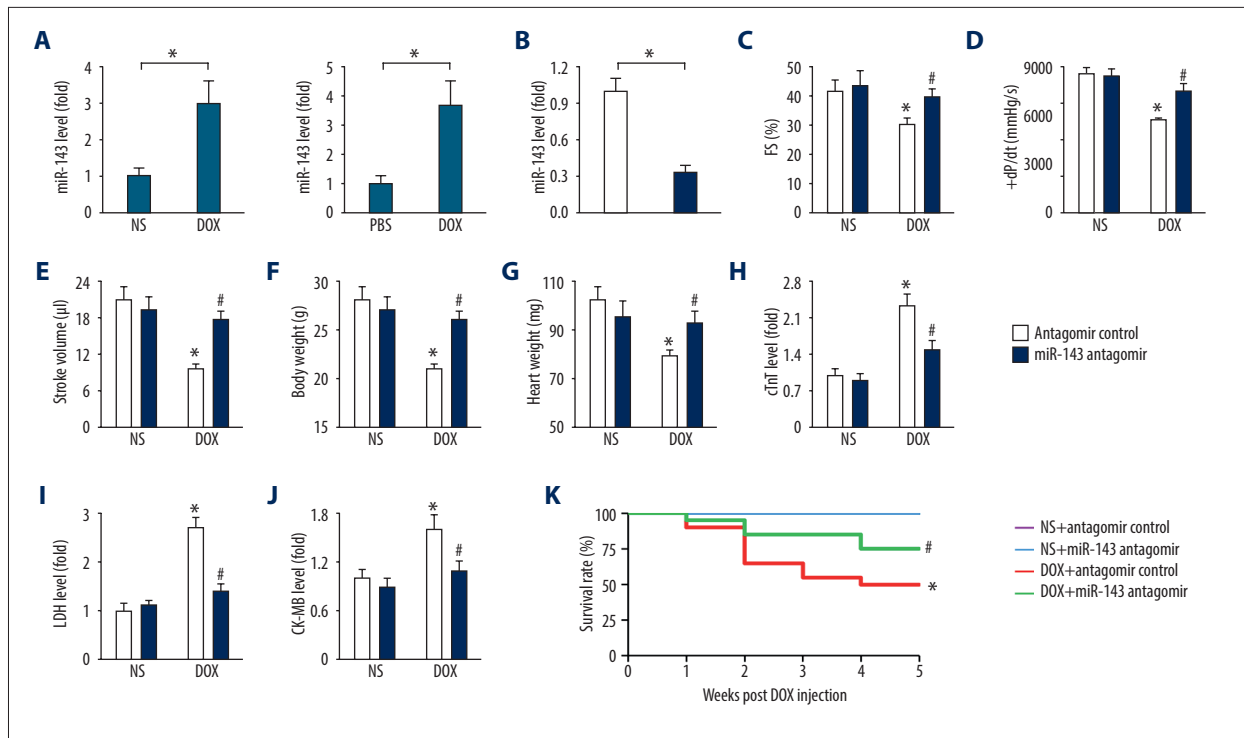 A
miR-143 level (fold)
4
3
2
1
0
*
NS
DOX
miR-143 level (fold)
5
4
3
2
1
0
*
PBS
DOX
B
miR-143 level (fold)
1.2
0.9
0.6
0.3
0.0
*
C
FS (%)
50
40
30
20
10
0
*
#
NS
DOX
D
+dP/dt (mmHg/s)
9000
6000
3000
0
*
#
NS
DOX
E
Stroke volume (µl)
24
18
12
6
0
*
#
NS
DOX
F
Body weight (g)
30
25
20
15
*
#
NS
DOX
G
Heart weight (mg)
110
90
70
50
*
#
NS
DOX
H
cTnT level (fold)
2.8
2.1
1.4
0.7
0
*
#
NS
DOX
Antagomir control
miR-143 antagomir
I
LDH level (fold)
3
2
1
0
*
#
NS
DOX
J
CK-MB level (fold)
1.8
1.2
0.6
0
*
#
NS
DOX
K
Survival rate (%)
100
75
50
25
0
#
*
0
1
2
3
4
5
Weeks post DOX injection
NS+antagomir control
NS+miR-143 antagomir
DOX+antagomir control
DOX+miR-143 antagomir